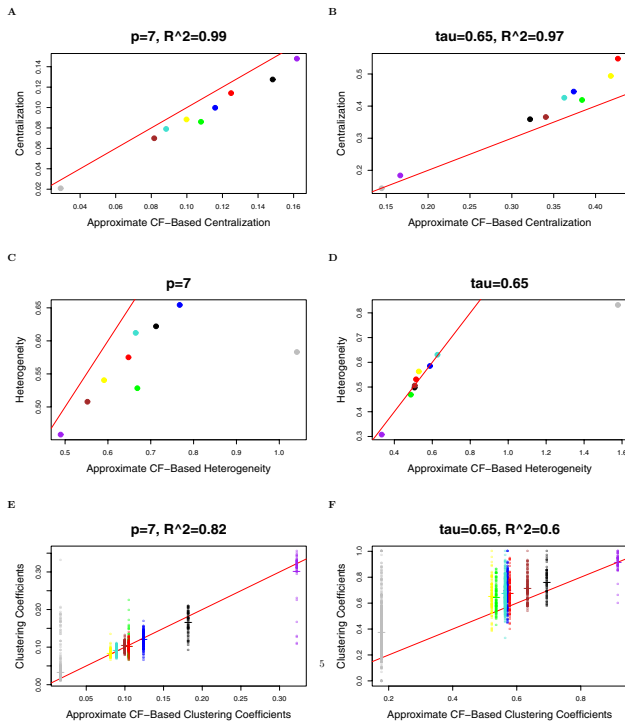 A
p=7, R^2=0.99
Centralization
0.02 0.04 0.06 0.08 0.10 0.12 0.14
0.04 0.06 0.08 0.10 0.12 0.14 0.16
Approximate CF-Based Centralization
B
tau=0.65, R^2=0.97
Centralization
0.2 0.3 0.4 0.5
0.15 0.20 0.25 0.30 0.35 0.40
Approximate CF-Based Centralization
C
p=7
Heterogeneity
0.50 0.55 0.60 0.65
0.5 0.6 0.7 0.8 0.9 1.0
Approximate CF-Based Heterogeneity
D
tau=0.65
Heterogeneity
0.3 0.4 0.5 0.6 0.7 0.8
0.4 0.6 0.8 1.0 1.2 1.4 1.6
Approximate CF-Based Heterogeneity
E
p=7, R^2=0.82
Clustering Coefficients
0.00 0.10 0.20 0.30
0.05 0.10 0.15 0.20 0.25 0.30
Approximate CF-Based Clustering Coefficients
F
tau=0.65, R^2=0.6
Clustering Coefficients
0.0 0.2 0.4 0.6 0.8 1.0
0.2 0.4 0.6 0.8
Approximate CF-Based Clustering Coefficients
5